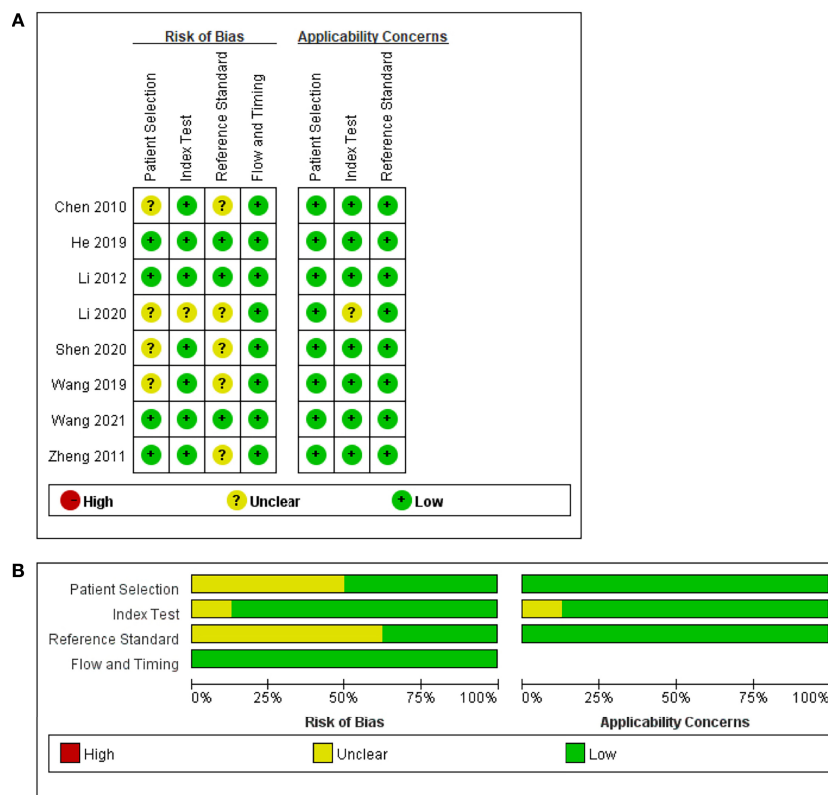 A
Risk of Bias Applicability Concerns
Patient Selection Index Test Reference Standard Flow and Timing Patient Selection Index Test Reference Standard
Chen 2010 ? + ? + + + +
He 2019 + + + + + + +
Li 2012 + + + + + + +
Li 2020 ? ? ? + + ? +
Shen 2020 ? + ? + + + +
Wang 2019 ? + ? + + + +
Wang 2021 + + + + + + +
Zheng 2011 + + ? + + + +
- High ? Unclear + Low
B
Patient Selection
Index Test
Reference Standard
Flow and Timing
0% 25% 50% 75% 100% 0% 25% 50% 75% 100%
Risk of Bias Applicability Concerns
High Unclear Low